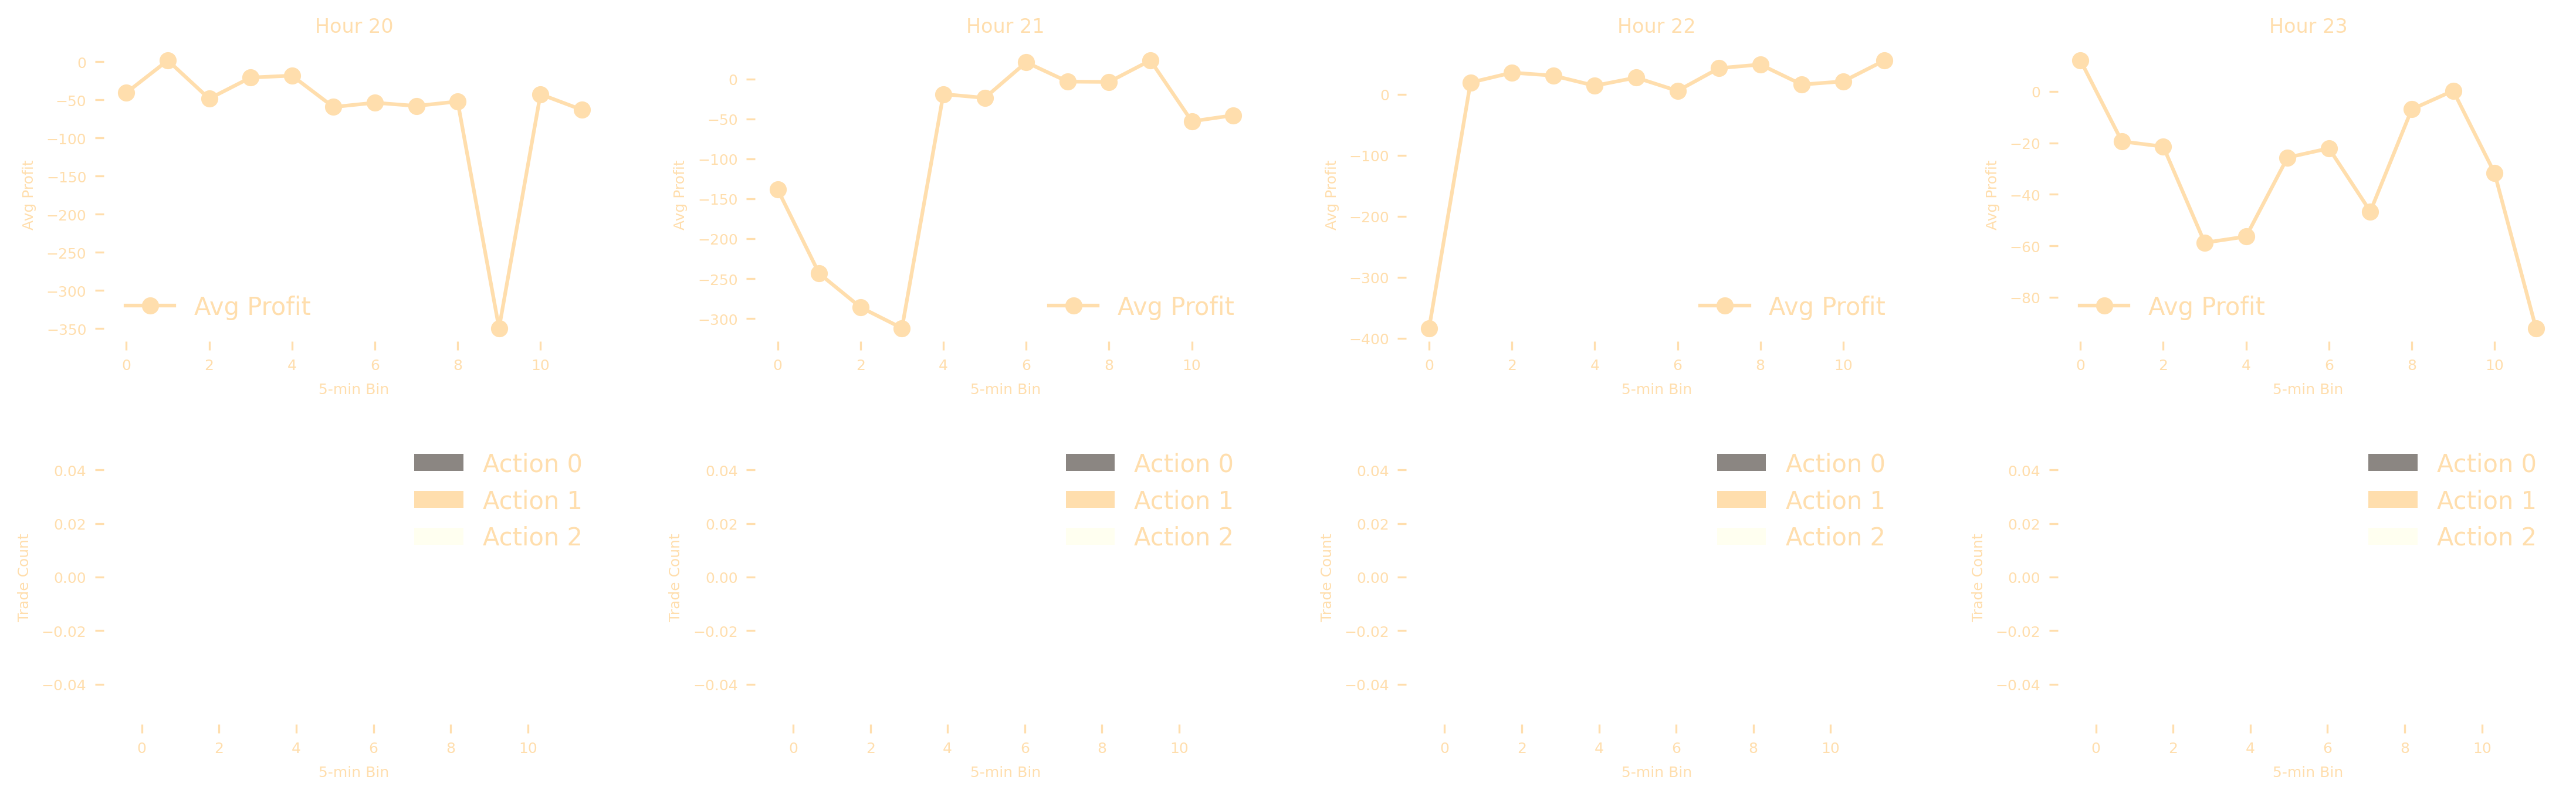 Hour 20
0
−50
−100
−150
−200
−250
−300
−350
Avg Profit
Avg Profit
0 2 4 6 8 10
5-min Bin
Hour 21
0
−50
−100
−150
−200
−250
−300
Avg Profit
Avg Profit
0 2 4 6 8 10
5-min Bin
Hour 22
0
−100
−200
−300
−400
Avg Profit
Avg Profit
0 2 4 6 8 10
5-min Bin
Hour 23
0
−20
−40
−60
−80
Avg Profit
Avg Profit
0 2 4 6 8 10
5-min Bin
0.04
0.02
0.00
−0.02
−0.04
Trade Count
Action 0
Action 1
Action 2
0 2 4 6 8 10
5-min Bin
0.04
0.02
0.00
−0.02
−0.04
Trade Count
Action 0
Action 1
Action 2
0 2 4 6 8 10
5-min Bin
0.04
0.02
0.00
−0.02
−0.04
Trade Count
Action 0
Action 1
Action 2
0 2 4 6 8 10
5-min Bin
0.04
0.02
0.00
−0.02
−0.04
Trade Count
Action 0
Action 1
Action 2
0 2 4 6 8 10
5-min Bin